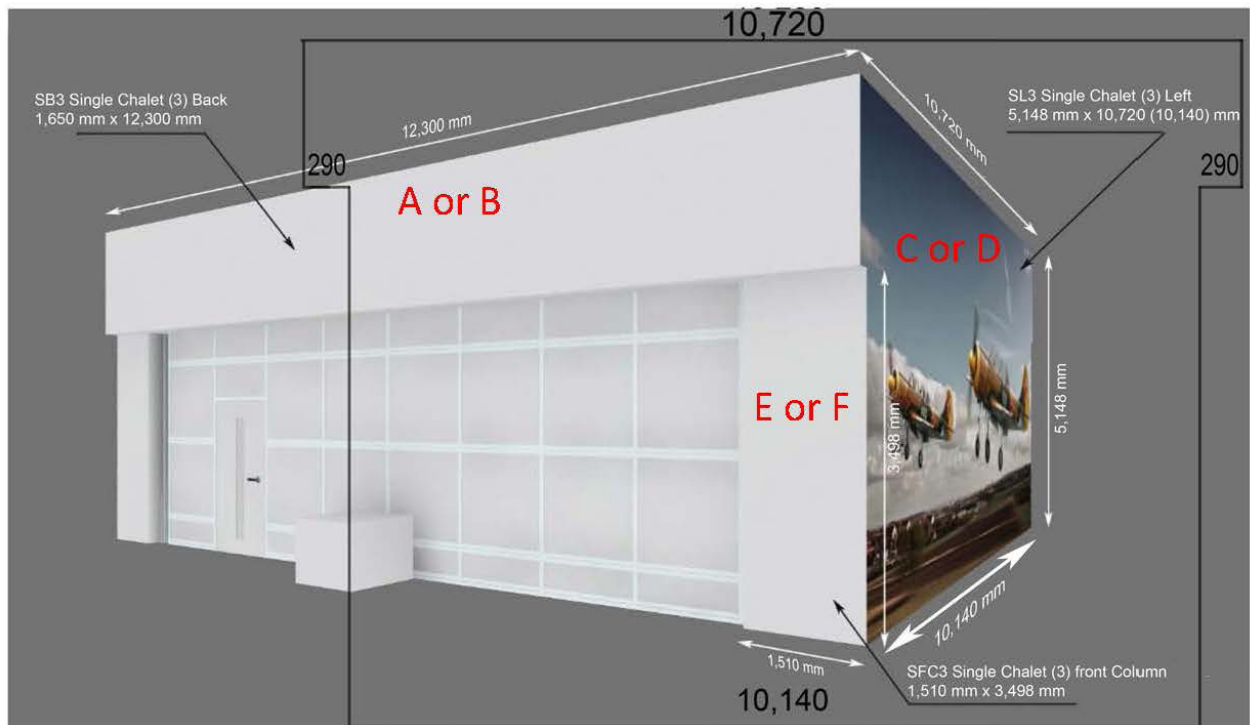 10,720
SB3 Single Chalet (3) Back
1,650 mm x 12,300 mm
12,300 mm
10,720 mm
SL3 Single Chalet (3) Left
5,148 mm x 10,720 (10,140) mm
290
290
A or B
C or D
E or F
3,498 mm
5,148 mm
10,140 mm
1,510 mm
SFC3 Single Chalet (3) front Column
1,510 mm x 3,498 mm
10,140